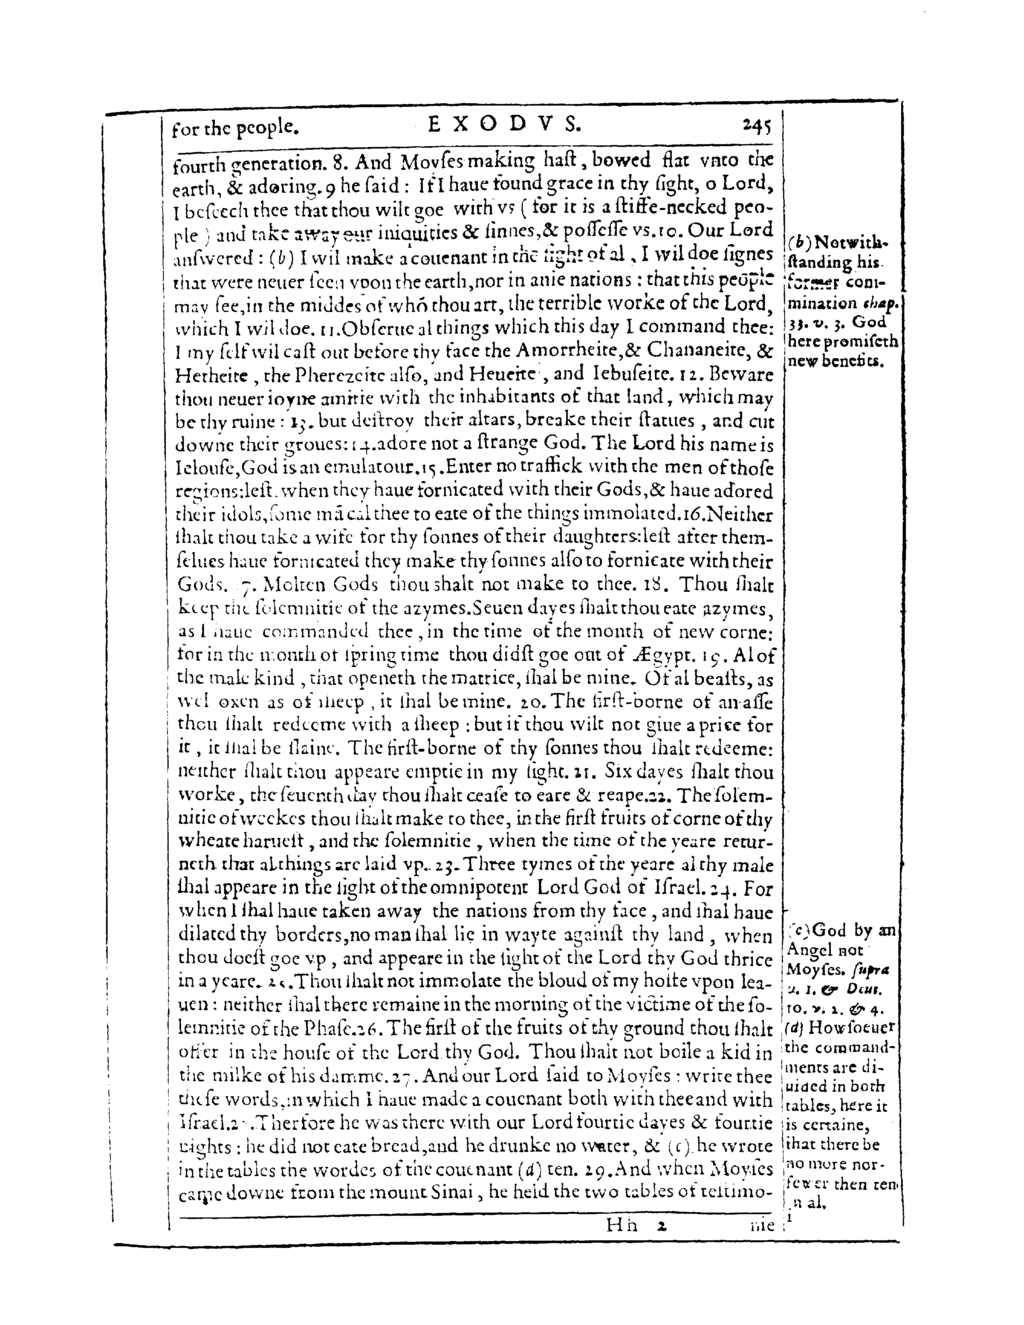 for the people. EXODVS. 245
fourth generation. 8. And Moyſes making haſt, bowed flat vnto the
earth, & adoring. 9 he ſaid : If I haue found grace in thy ſight, o Lord,
I beſeech thee that thou wilt goe with vs ( for it is a ſtiffe-necked peo-
ple ) and take away our iniquities & ſinnes, & poſſeſſe vs. 10. Our Lord
anſwered : (b) I wil make a couenant in the ſight of al, I wil doe ſignes
that were neuer ſeen vpon the earth, nor in anie nations : that this people
may ſee, in the middes of whō thou art, the terrible worke of the Lord,
which I wil doe. 11. Obſerue al things which this day I command thee:
I my ſelf wil caſt out before thy face the Amorrheite, & Chananeite, &
Hetheite, the Pherezeite alſo, and Heueite, and Iebuſeite. 12. Beware
thou neuer ioyne amitie with the inhabitants of that land, which may
be thy ruine : 13. but deſtroy their altars, breake their ſtatues, and cut
downe their groues: 14. adore not a ſtrange God. The Lord his name is
Ielouſe, God is an emulatour. 15. Enter no traffick with the men of thoſe
regions: leſt. when they haue fornicated with their Gods, & haue adored
their idols, ſome mā cal thee to eate of the things immolated. 16. Neither
ſhalt thou take a wife for thy ſonnes of their daughters: leſt after them-
ſelues haue fornicated they make thy ſonnes alſo to fornicate with their
Gods. 7. Molten Gods thou shalt not make to thee. 18. Thou ſhalt
keep the ſolemnitie of the azymes. Seuen dayes ſhalt thou eate azymes,
as I haue commanded thee, in the time of the month of new corne:
for in the month of ſpring time thou didſt goe out of Ægypt. 19. Al of
the male kind, that openeth the matrice, ſhal be mine. Of al beaſts, as
wel oxen as of ſheep, it ſhal be mine. 20. The firſt-borne of an aſſe
thou ſhalt redeeme with a ſheep : but if thou wilt not giue a price for
it, it ſhal be ſlaine. The firſt-borne of thy ſonnes thou ſhalt redeeme:
neither ſhalt thou appeare emptie in my ſight. 21. Six dayes ſhalt thou
worke, the ſeuenth day thou ſhalt ceaſe to eare & reape. 22. The ſolem-
nitie of weekes thou ſhalt make to thee, in the firſt fruits of corne of thy
wheate harueſt, and the ſolemnitie, when the time of the yeare retur-
neth that al things are laid vp. 23. Three tymes of the yeare al thy male
ſhal appeare in the ſight of the omnipotent Lord God of Iſrael. 24. For
when I ſhal haue taken away the nations from thy face, and ſhal haue
dilated thy borders, no man ſhal lie in wayte againſt thy land, when
thou doeſt goe vp, and appeare in the ſight of the Lord thy God thrice
in a yeare. 25. Thou ſhalt not immolate the bloud of my hoſte vpon lea-
uen : neither ſhal there remaine in the morning of the victime of the ſo-
lemnitie of the Phaſe. 26. The firſt of the fruits of thy ground thou ſhalt
offer in the houſe of the Lord thy God. Thou ſhalt not boile a kid in
the milke of his damme. 27. And our Lord ſaid to Moyſes : write thee
theſe words, in which I haue made a couenant both with thee and with
Iſrael. 2 . Therfore he was there with our Lord fourtie dayes & fourtie
nights : he did not eate bread, and he drunke no water, & (c) he wrote
in the tables the wordes of the couenant (d) ten. 29. And when Moyſes
came downe from the mount Sinai, he held the two tables of teſtimo-
Hh 2 nie
(b) Notwith-
ſtanding his
former com-
mination chap.
33. v. 3. God
here promiſeth
new benefits.
(c) God by an
Angel not
Moyſes. ſupra
v. 1. & Deut.
10. v. 2. & 4.
(d) Howſoeuer
the command-
ments are di-
uided in both
tables, here it
is certaine,
that there be
no more nor
fewer then ten
in al.